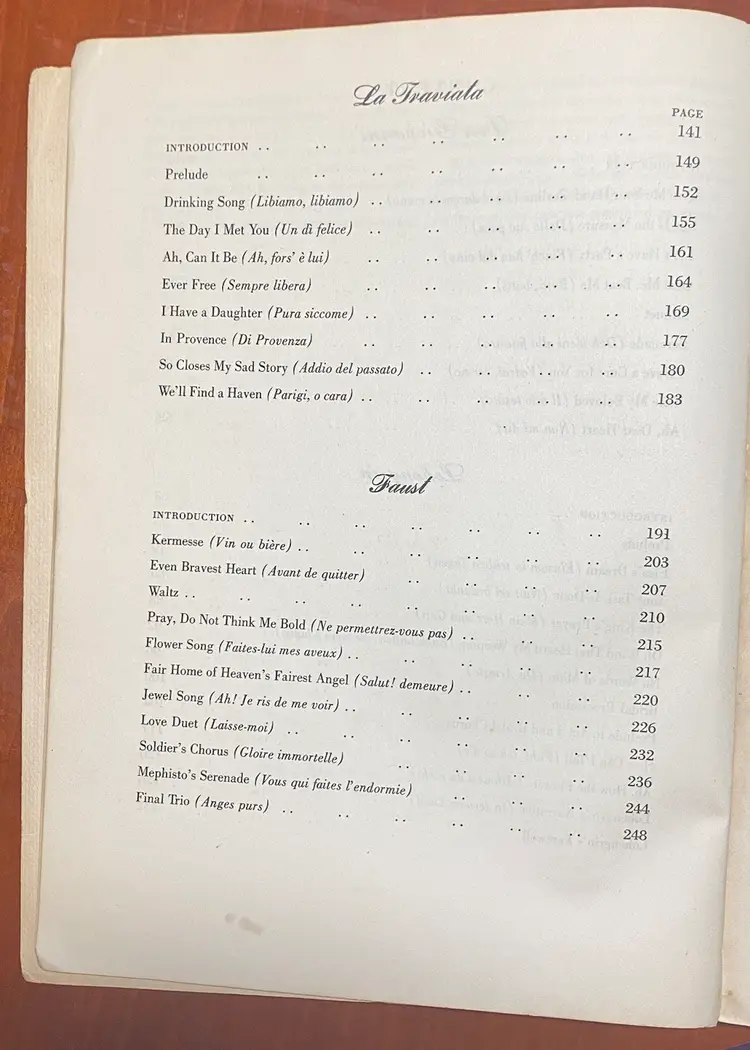 La Traviata
PAGE
INTRODUCTION .. .. .. .. .. .. .. 141
Prelude .. .. .. .. .. .. .. 149
Drinking Song (Libiamo, libiamo) .. .. .. .. .. 152
The Day I Met You (Un dì felice) .. .. .. .. .. 155
Ah, Can It Be (Ah, fors' è lui) .. .. .. .. .. 161
Ever Free (Sempre libera) .. .. .. .. .. 164
I Have a Daughter (Pura siccome) .. .. .. .. .. 169
In Provence (Di Provenza) .. .. .. .. .. 177
So Closes My Sad Story (Addio del passato) .. .. .. .. 180
We'll Find a Haven (Parigi, o cara) .. .. .. .. .. 183
Faust
INTRODUCTION .. .. .. .. .. .. .. 191
Kermesse (Vin ou bière) .. .. .. .. .. .. 203
Even Bravest Heart (Avant de quitter) .. .. .. .. 207
Waltz .. .. .. .. .. .. .. .. 210
Pray, Do Not Think Me Bold (Ne permettrez-vous pas) .. .. .. 215
Flower Song (Faites-lui mes aveux) .. .. .. .. .. 217
Fair Home of Heaven's Fairest Angel (Salut! demeure) .. .. .. 220
Jewel Song (Ah! Je ris de me voir) .. .. .. .. .. 226
Love Duet (Laisse-moi) .. .. .. .. .. .. 232
Soldier's Chorus (Gloire immortelle) .. .. .. .. 236
Mephisto's Serenade (Vous qui faites l'endormie) .. .. .. 244
Final Trio (Anges purs) .. .. .. .. .. .. 248